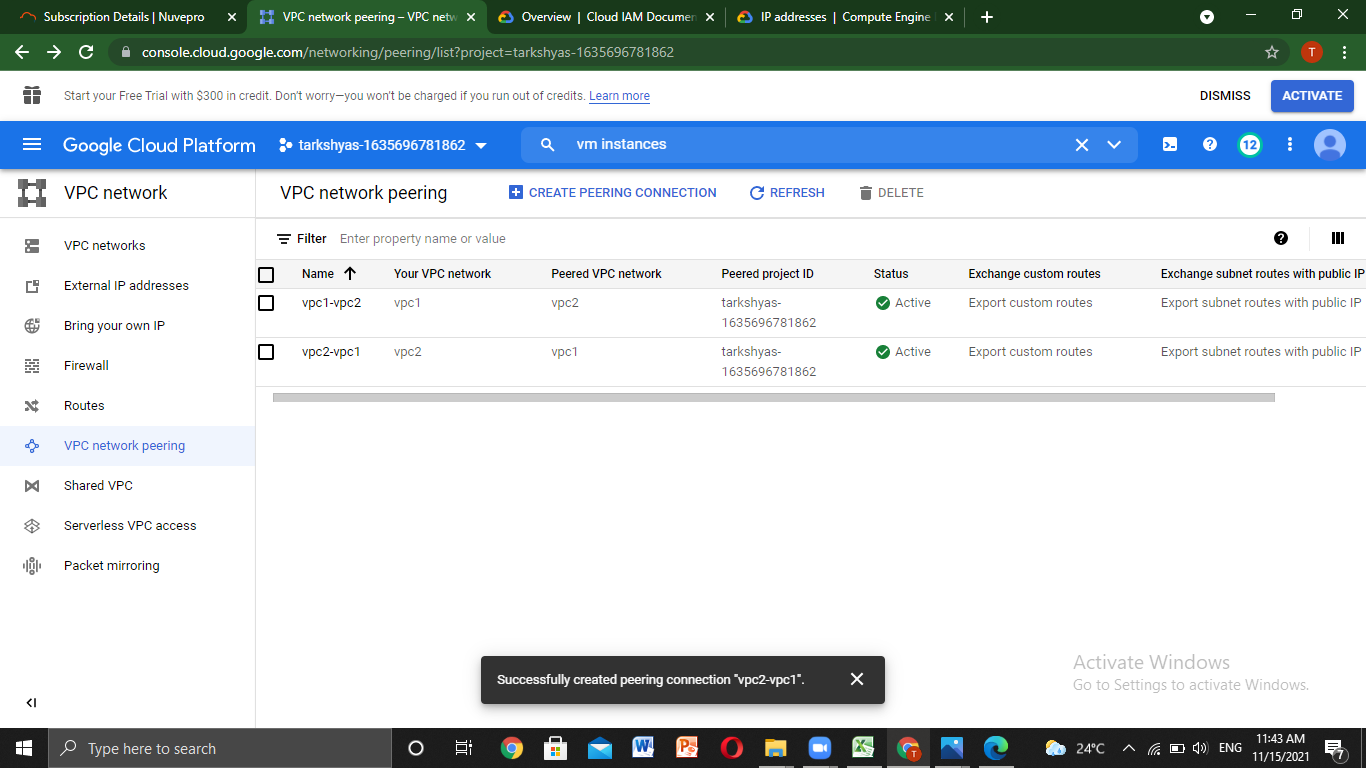 Subscription Details | Nuvepro
VPC network peering – VPC netw
Overview | Cloud IAM Documen
IP addresses | Compute Engine
console.cloud.google.com/networking/peering/list?project=tarkshyas-1635696781862
T
Start your Free Trial with $300 in credit. Don't worry—you won't be charged if you run out of credits. Learn more
DISMISS
ACTIVATE
Google Cloud Platform
tarkshyas-1635696781862
vm instances
12
VPC network
VPC network peering
CREATE PEERING CONNECTION
REFRESH
DELETE
VPC networks
External IP addresses
Bring your own IP
Firewall
Routes
VPC network peering
Shared VPC
Serverless VPC access
Packet mirroring
Filter Enter property name or value
Name Your VPC network Peered VPC network Peered project ID Status Exchange custom routes Exchange subnet routes with public IP
vpc1-vpc2 vpc1 vpc2 tarkshyas- Active Export custom routes Export subnet routes with public IP
1635696781862
vpc2-vpc1 vpc2 vpc1 tarkshyas- Active Export custom routes Export subnet routes with public IP
1635696781862
Successfully created peering connection "vpc2-vpc1".
Activate Windows
Go to Settings to activate Windows.
Type here to search
24°C
ENG
11:43 AM
11/15/2021
7